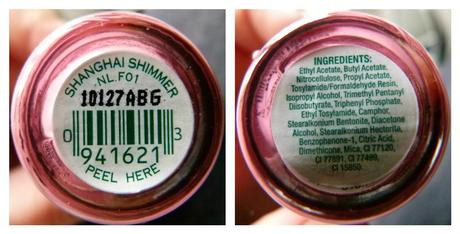 SHANGHAI SHIMMER
NL F01
10127ABG
0 941621 3
PEEL HERE
INGREDIENTS:
Ethyl Acetate, Butyl Acetate,
Nitrocellulose, Propyl Acetate,
Tosylamide/Formaldehyde Resin,
Isopropyl Alcohol, Trimethyl Pentanyl
Diisobutyrate, Triphenyl Phosphate,
Ethyl Tosylamide, Camphor,
Stearalkonium Bentonite, Diacetone
Alcohol, Stearalkonium Hectorite,
Benzophenone-1, Citric Acid,
Dimethicone, Mica, CI 77120,
CI 77891, CI 77499,
CI 15850.